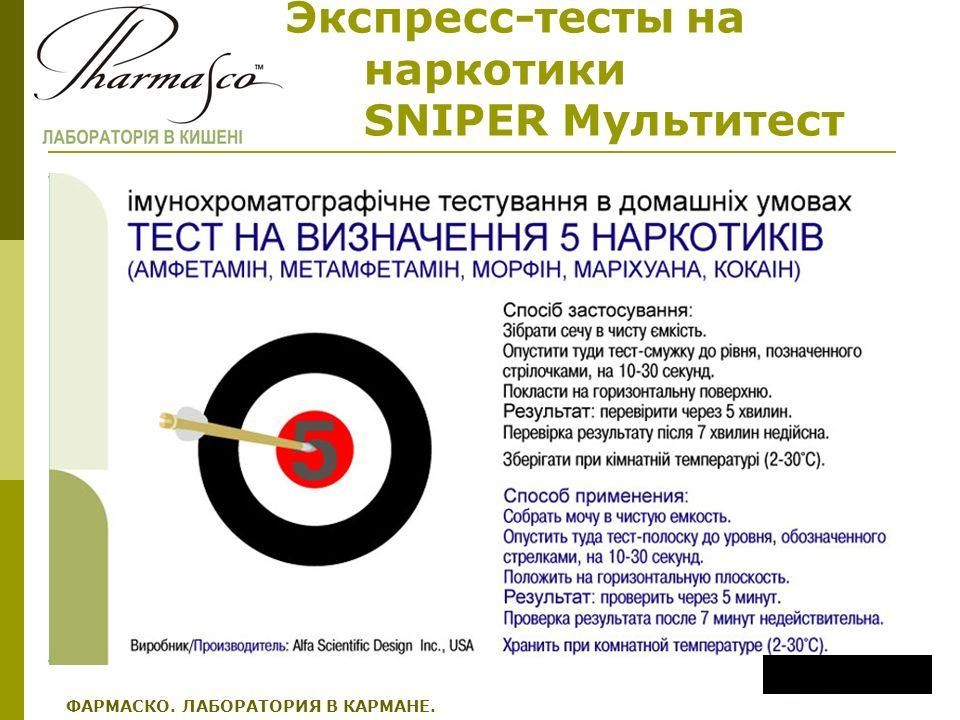 Экспресс-тесты на
наркотики
SNIPER Мультитест
PharmaSco™
ЛАБОРАТОРІЯ В КИШЕНІ
імунохроматографічне тестування в домашніх умовах
ТЕСТ НА ВИЗНАЧЕННЯ 5 НАРКОТИКІВ
(АМФЕТАМІН, МЕТАМФЕТАМІН, МОРФІН, МАРІХУАНА, КОКАІН)
5
Спосіб застосування:
Зібрати сечу в чисту ємкість.
Опустити туди тест-смужку до рівня, позначенного
стрілочками, на 10-30 секунд.
Покласти на горизонтальну поверхню.
Результат: перевірити через 5 хвилин.
Перевірка результату після 7 хвилин недійсна.
Зберігати при кімнатній температурі (2-30˚С).
Способ применения:
Собрать мочу в чистую емкость.
Опустить туда тест-полоску до уровня, обозначенного
стрелками, на 10-30 секунд.
Положить на горизонтальную плоскость.
Результат: проверить через 5 минут.
Проверка результата после 7 минут недействительна.
Хранить при комнатной температуре (2-30˚С).
Виробник/Производитель: Alfa Scientific Design Inc., USA
ФАРМАСКО. ЛАБОРАТОРИЯ В КАРМАНЕ.